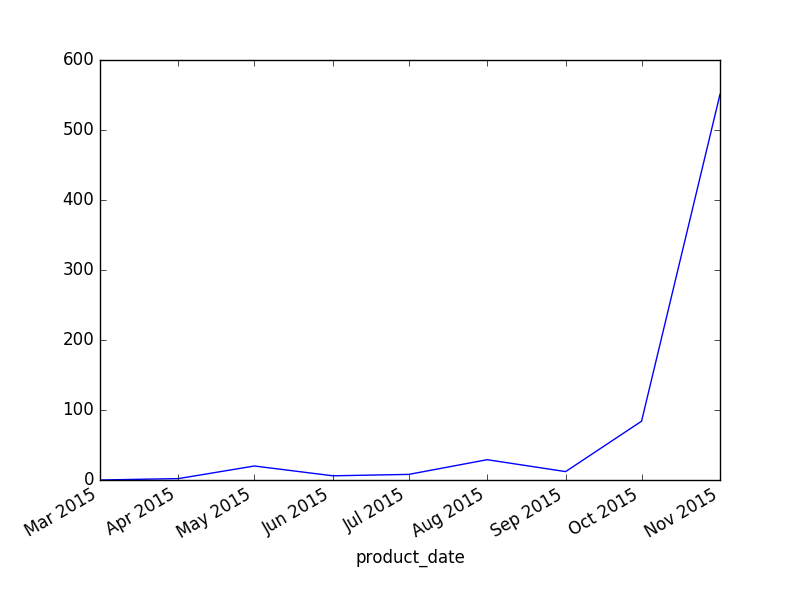 600
500
400
300
200
100
0
Mar 2015
Apr 2015
May 2015
Jun 2015
Jul 2015
Aug 2015
Sep 2015
Oct 2015
Nov 2015
product_date